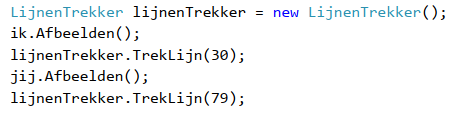 LijnenTrekker lijnenTrekker = new LijnenTrekker();
ik.Afbeelden();
lijnenTrekker.TrekLijn(30);
jij.Afbeelden();
lijnenTrekker.TrekLijn(79);